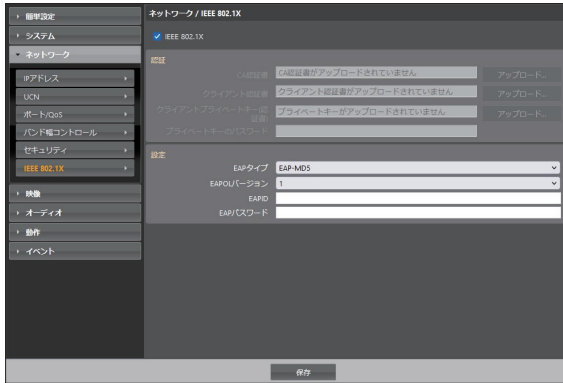 簡単設定
システム
ネットワーク
IPアドレス
UCN
ポート/QoS
バンド幅コントロール
セキュリティ
IEEE 802.1X
映像
オーディオ
動作
イベント
ネットワーク / IEEE 802.1X
IEEE 802.1X
認証
CA認証書 CA認証書がアップロードされていません アップロード...
クライアント認証書 クライアント認証書がアップロードされていません アップロード...
クライアントプライベートキー(認証書) プライベートキーがアップロードされていません アップロード...
プライベートキーのパスワード
設定
EAPタイプ EAP-MD5
EAPOLバージョン 1
EAPID
EAPパスワード
保存